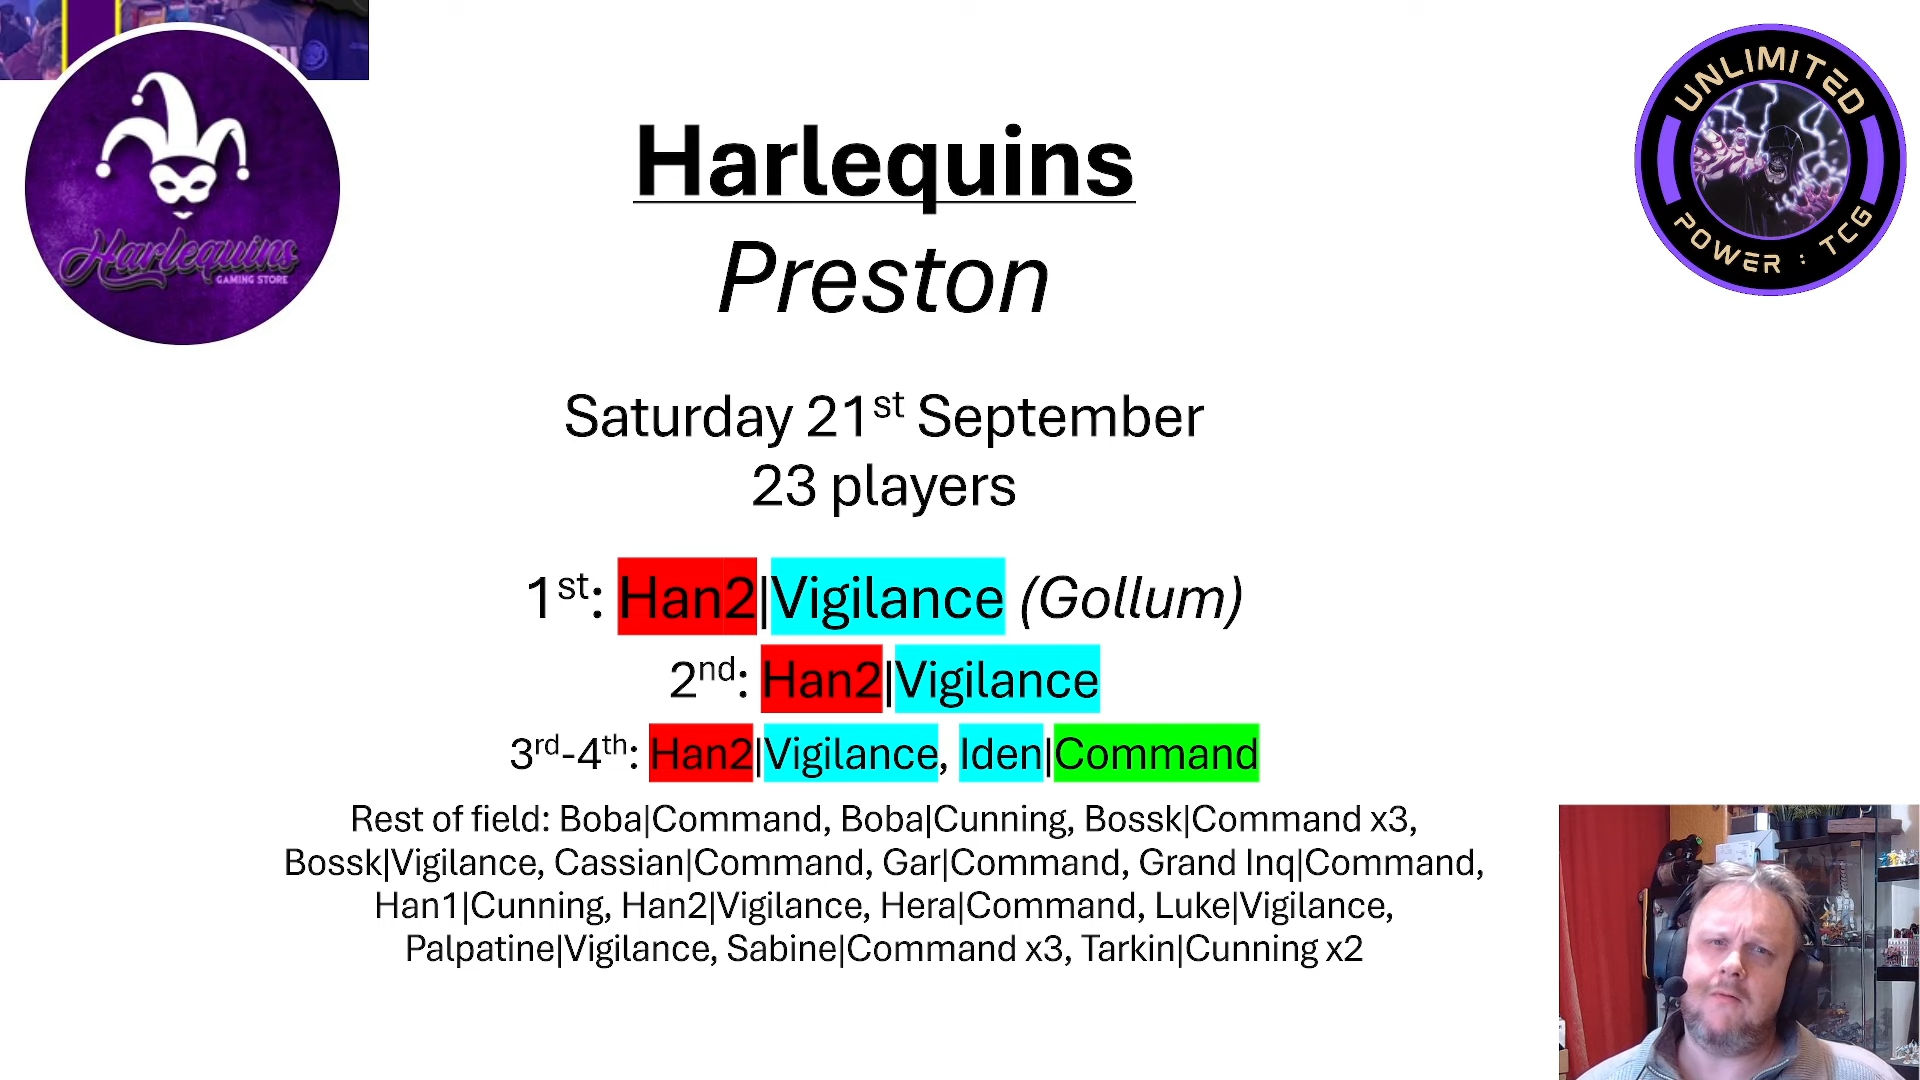 Harlequins
GAMING STORE
UNLIMITED
POWER : TCG
Harlequins
Preston
Saturday 21st September
23 players
1st: Han2|Vigilance (Gollum)
2nd: Han2|Vigilance
3rd-4th: Han2|Vigilance, Iden|Command
Rest of field: Boba|Command, Boba|Cunning, Bossk|Command x3,
Bossk|Vigilance, Cassian|Command, Gar|Command, Grand Inq|Command,
Han1|Cunning, Han2|Vigilance, Hera|Command, Luke|Vigilance,
Palpatine|Vigilance, Sabine|Command x3, Tarkin|Cunning x2